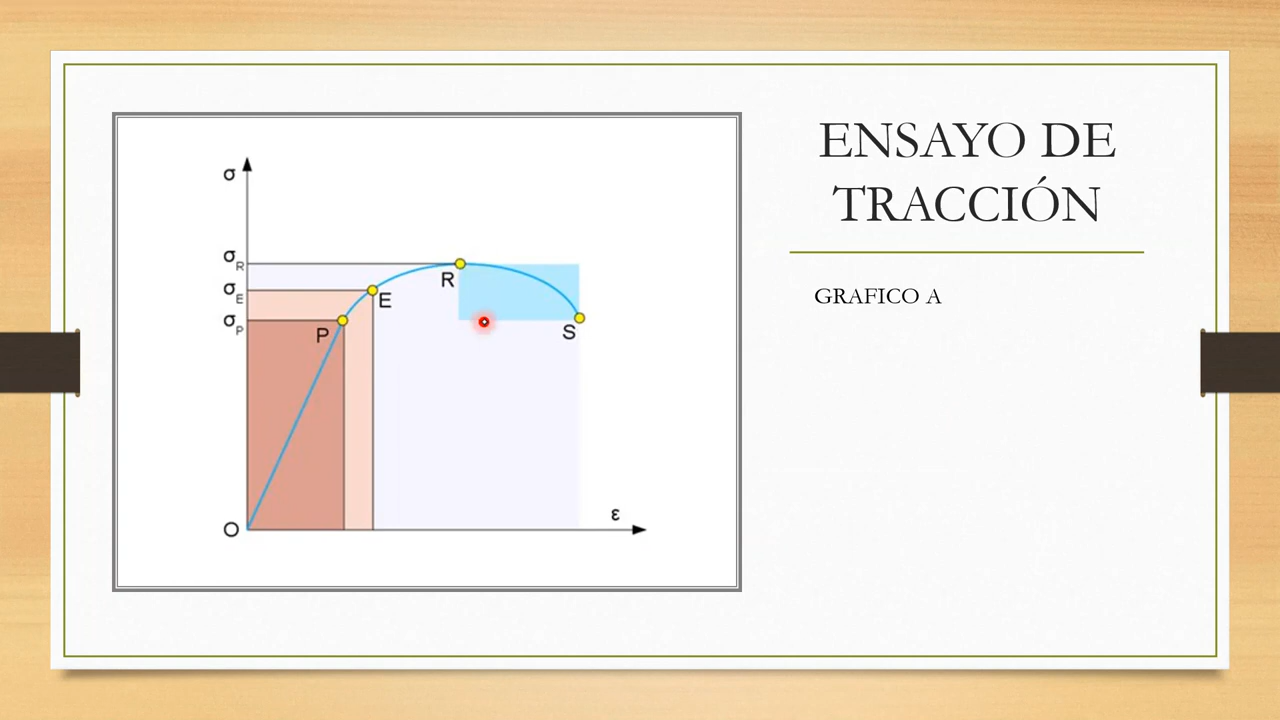 ENSAYO DE
TRACCIÓN
GRAFICO A
σ
σR
σE
σP
R
E
P
S
ε
O